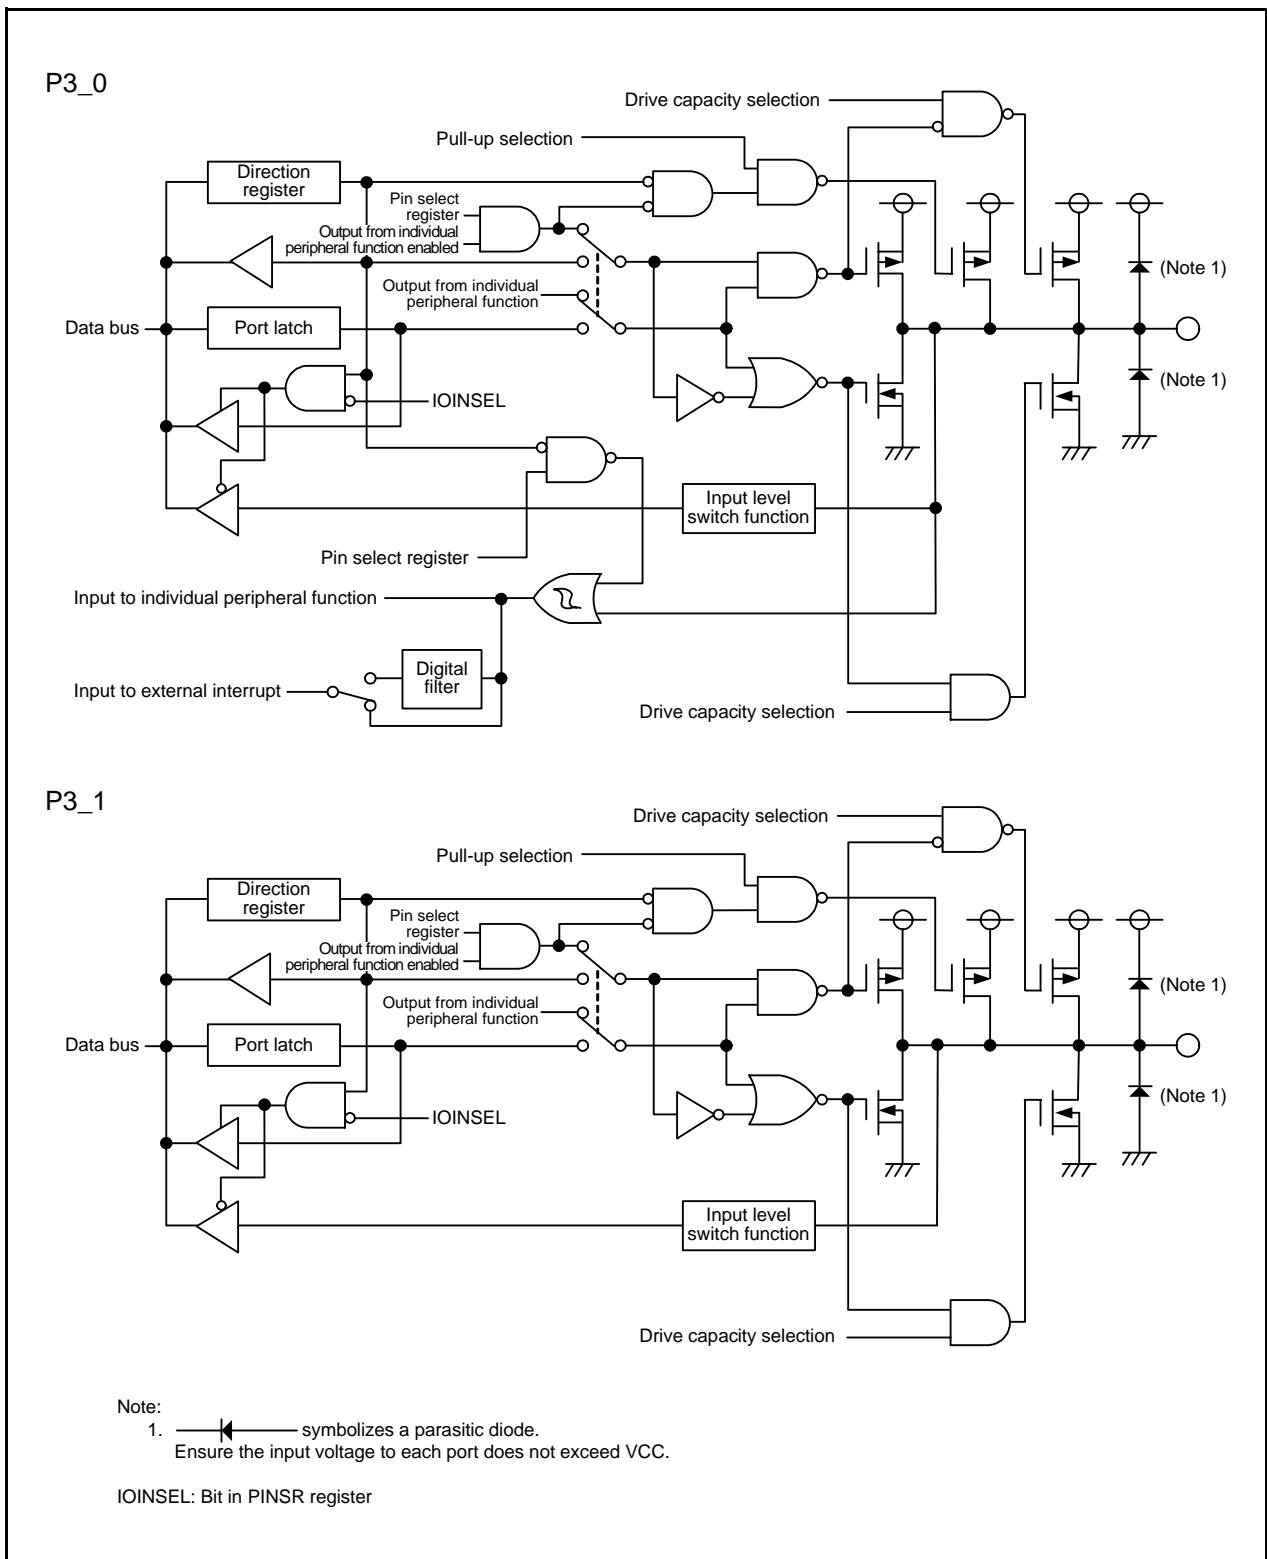 P3_0
Drive capacity selection
Pull-up selection
Direction
register
Pin select
register
Output from individual
peripheral function enabled
(Note 1)
Output from individual
peripheral function
Data bus
Port latch
(Note 1)
IOINSEL
Input level
switch function
Pin select register
Input to individual peripheral function
Digital
filter
Input to external interrupt
Drive capacity selection
P3_1
Drive capacity selection
Pull-up selection
Direction
register
Pin select
register
Output from individual
peripheral function enabled
(Note 1)
Output from individual
peripheral function
Data bus
Port latch
(Note 1)
IOINSEL
Input level
switch function
Drive capacity selection
Note:
1. symbolizes a parasitic diode.
Ensure the input voltage to each port does not exceed VCC.
IOINSEL: Bit in PINSR register